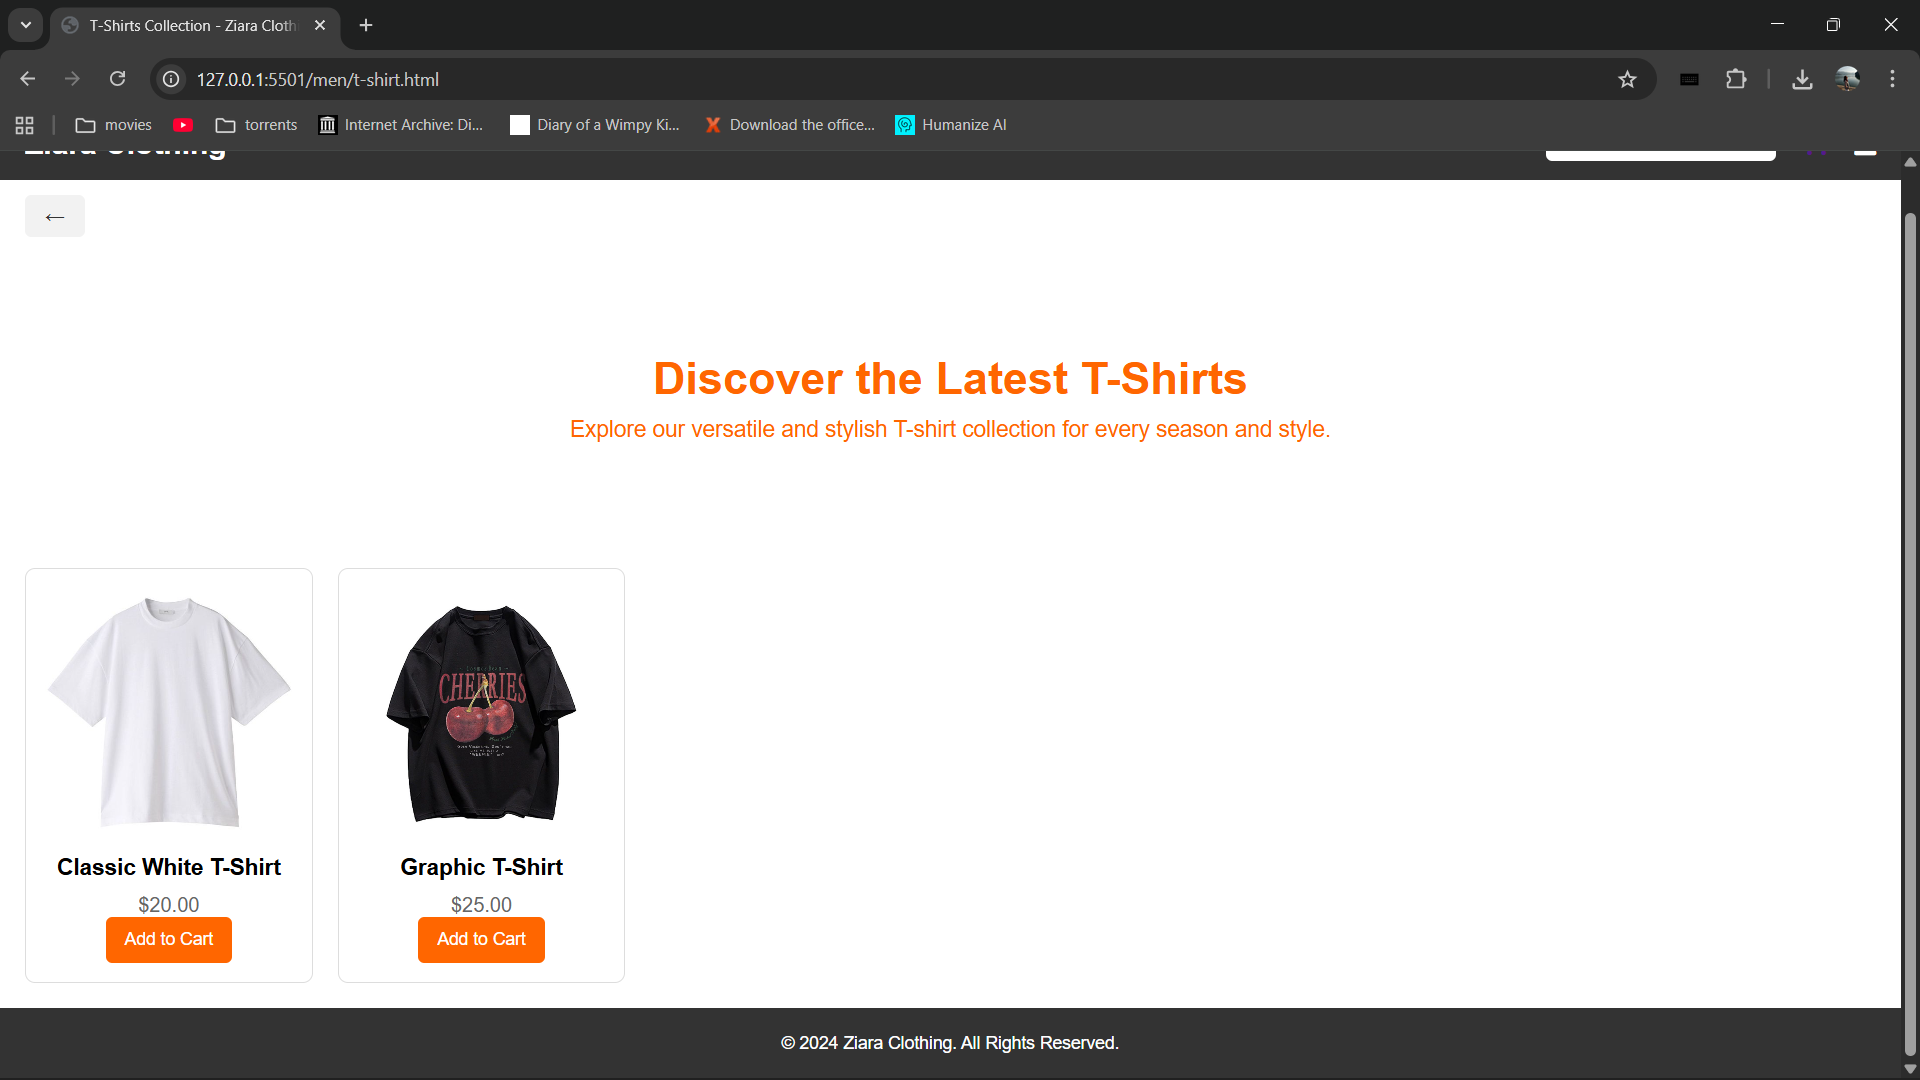 T-Shirts Collection - Ziara Cloth
127.0.0.1:5501/men/t-shirt.html
movies
torrents
Internet Archive: Di...
Diary of a Wimpy Ki...
Download the office...
Humanize AI
Ziara Clothing
←
Discover the Latest T-Shirts
Explore our versatile and stylish T-shirt collection for every season and style.
CHERRIES
Classic White T-Shirt
$20.00
Add to Cart
Graphic T-Shirt
$25.00
Add to Cart
© 2024 Ziara Clothing. All Rights Reserved.